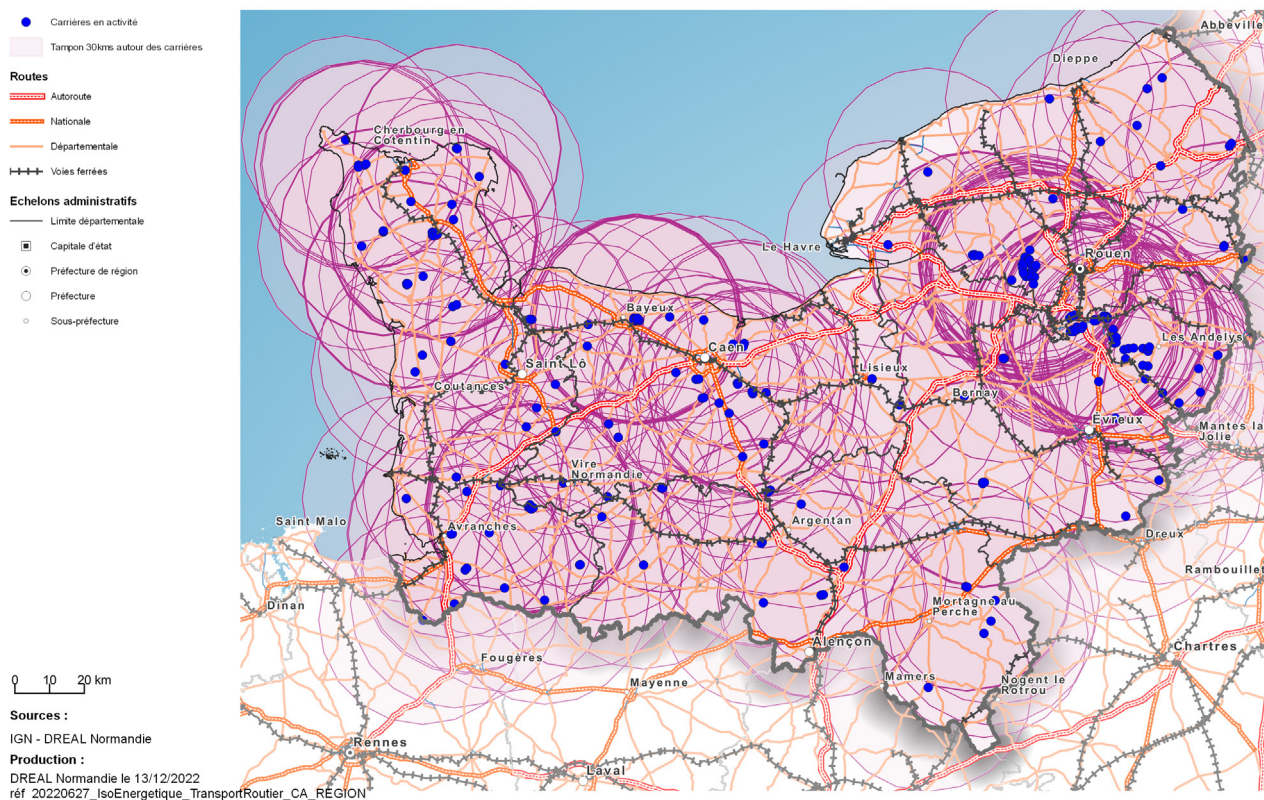 Carrières en activité
Tampon 30kms autour des carrières
Routes
Autoroute
Nationale
Départementale
Voies ferrées
Echelons administratifs
Limite départementale
Capitale d'état
Préfecture de région
Préfecture
Sous-préfecture
0 10 20 km
Sources :
IGN - DREAL Normandie
Production :
DREAL Normandie le 13/12/2022
réf 20220627_IsoEnergetique_TransportRoutier_CA_REGION
Abbeville
Dieppe
Cherbourg en
Cotentin
Le Havre
Rouen
Bayeux
Les Andelys
Caen
Saint Lô
Lisieux
Coutances
Bernay
Evreux
Mantes la
Jolie
Vire
Normandie
Saint Malo
Avranches
Argentan
Dreux
Rambouillet
Dinan
Mortagne au
Perche
Alençon
Chartres
Fougères
Mamers
Nogent le
Rotrou
Mayenne
Rennes
Laval